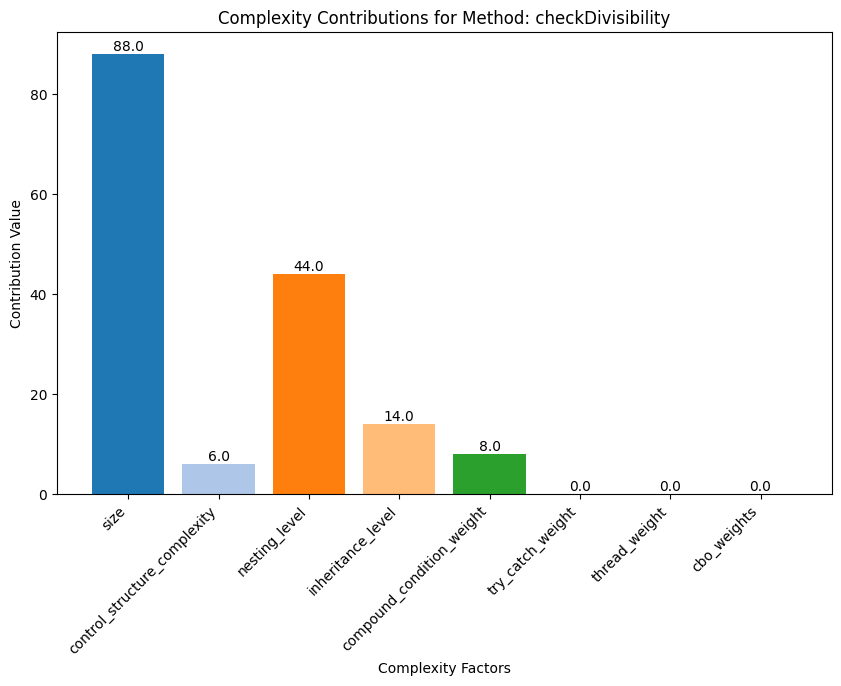 Complexity Contributions for Method: checkDivisibility
Contribution Value
80
60
40
20
0
88.0
6.0
44.0
14.0
8.0
0.0
0.0
0.0
size
control_structure_complexity
nesting_level
inheritance_level
compound_condition_weight
try_catch_weight
thread_weight
cbo_weights
Complexity Factors